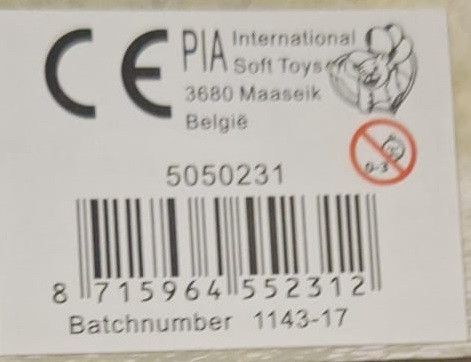 CE PIA International
Soft Toys
3680 Maaseik
België
0-3
5050231
8 715964 552312
Batchnumber 1143-17